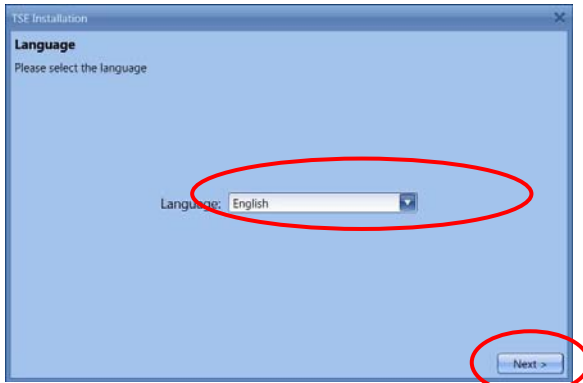 TSE Installation
Language
Please select the language
Language: English
Next >